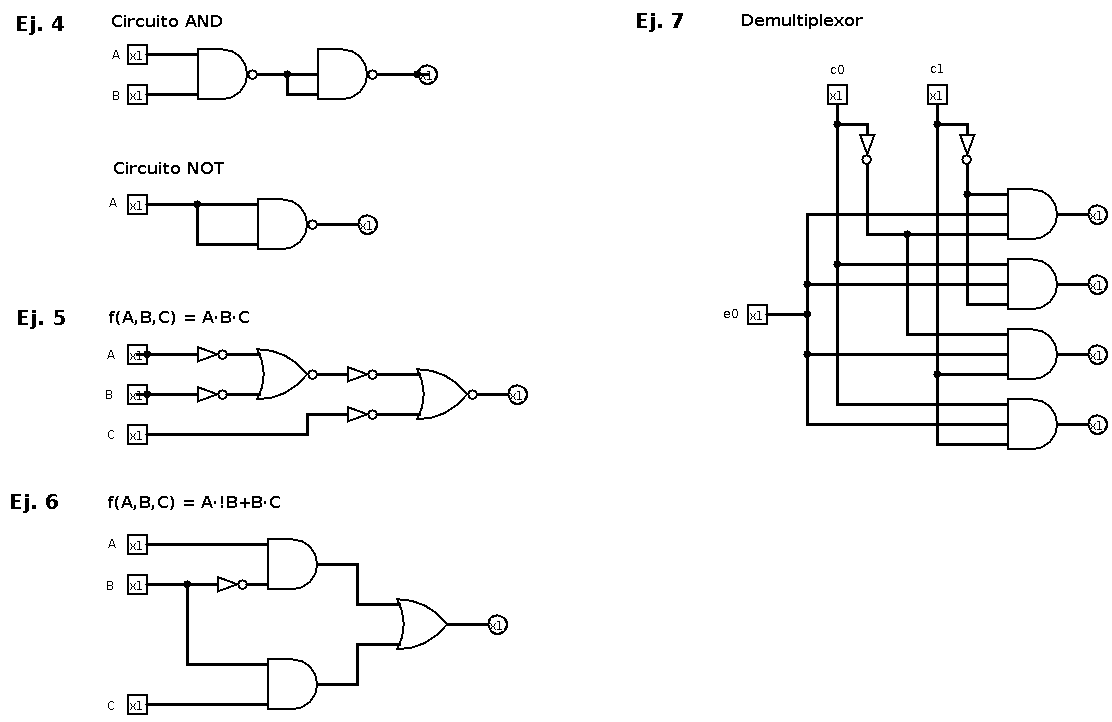 Ej. 4
Circuito AND
A x1
B x1
x1
Circuito NOT
A x1
x1
Ej. 5
f(A,B,C) = A·B·C
A x1
B x1
x1
C x1
Ej. 6
f(A,B,C) = A·!B+B·C
A x1
B x1
x1
C x1
Ej. 7
Demultiplexor
c0 c1
x1 x1
x1
x1
e0 x1
x1
x1